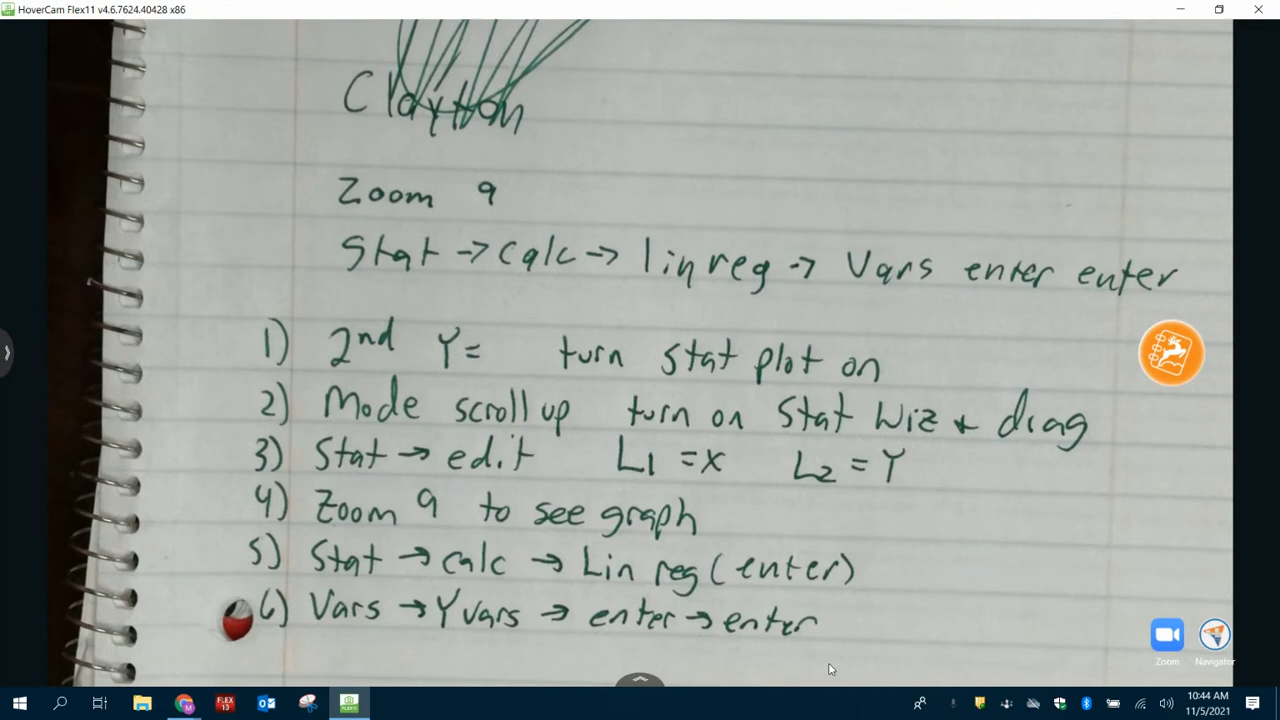 HoverCam Flex11 v4.6.7624.40428 x86
Clayton
Zoom 9
Stat → calc → linreg → Vars enter enter
1) 2nd Y= turn stat plot on
2) Mode scroll up turn on Stat Wiz + diag
3) Stat → edit L1 = x L2 = Y
4) Zoom 9 to see graph
5) Stat → calc → Lin reg (enter)
6) Vars → Y vars → enter → enter
Zoom
Navigator
FLEX
10:44 AM
11/5/2021